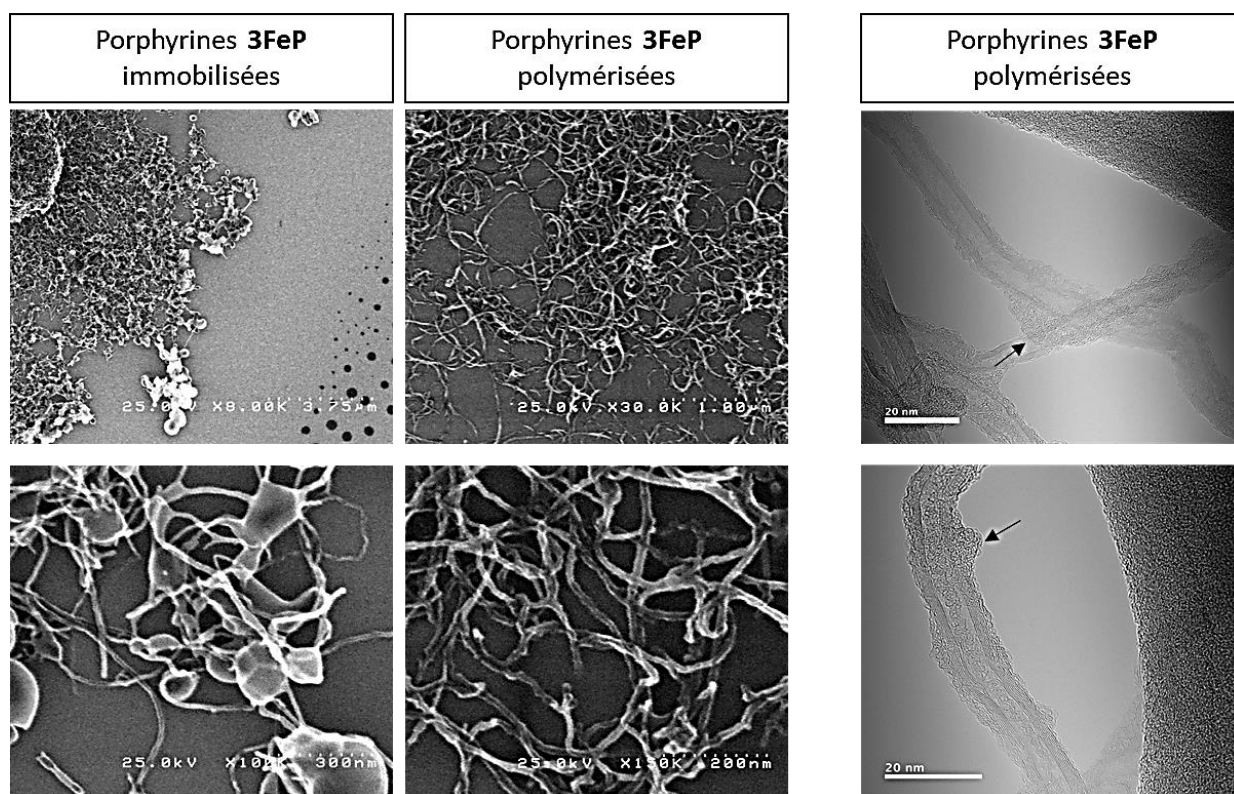 Porphyrines 3FeP
immobilisées
Porphyrines 3FeP
polymérisées
Porphyrines 3FeP
polymérisées
25.0kV X8.00K 3.75µm
25.0kV X30.0K 1.00µm
20 nm
25.0kV X100K 300nm
25.0kV X150K 200nm
20 nm